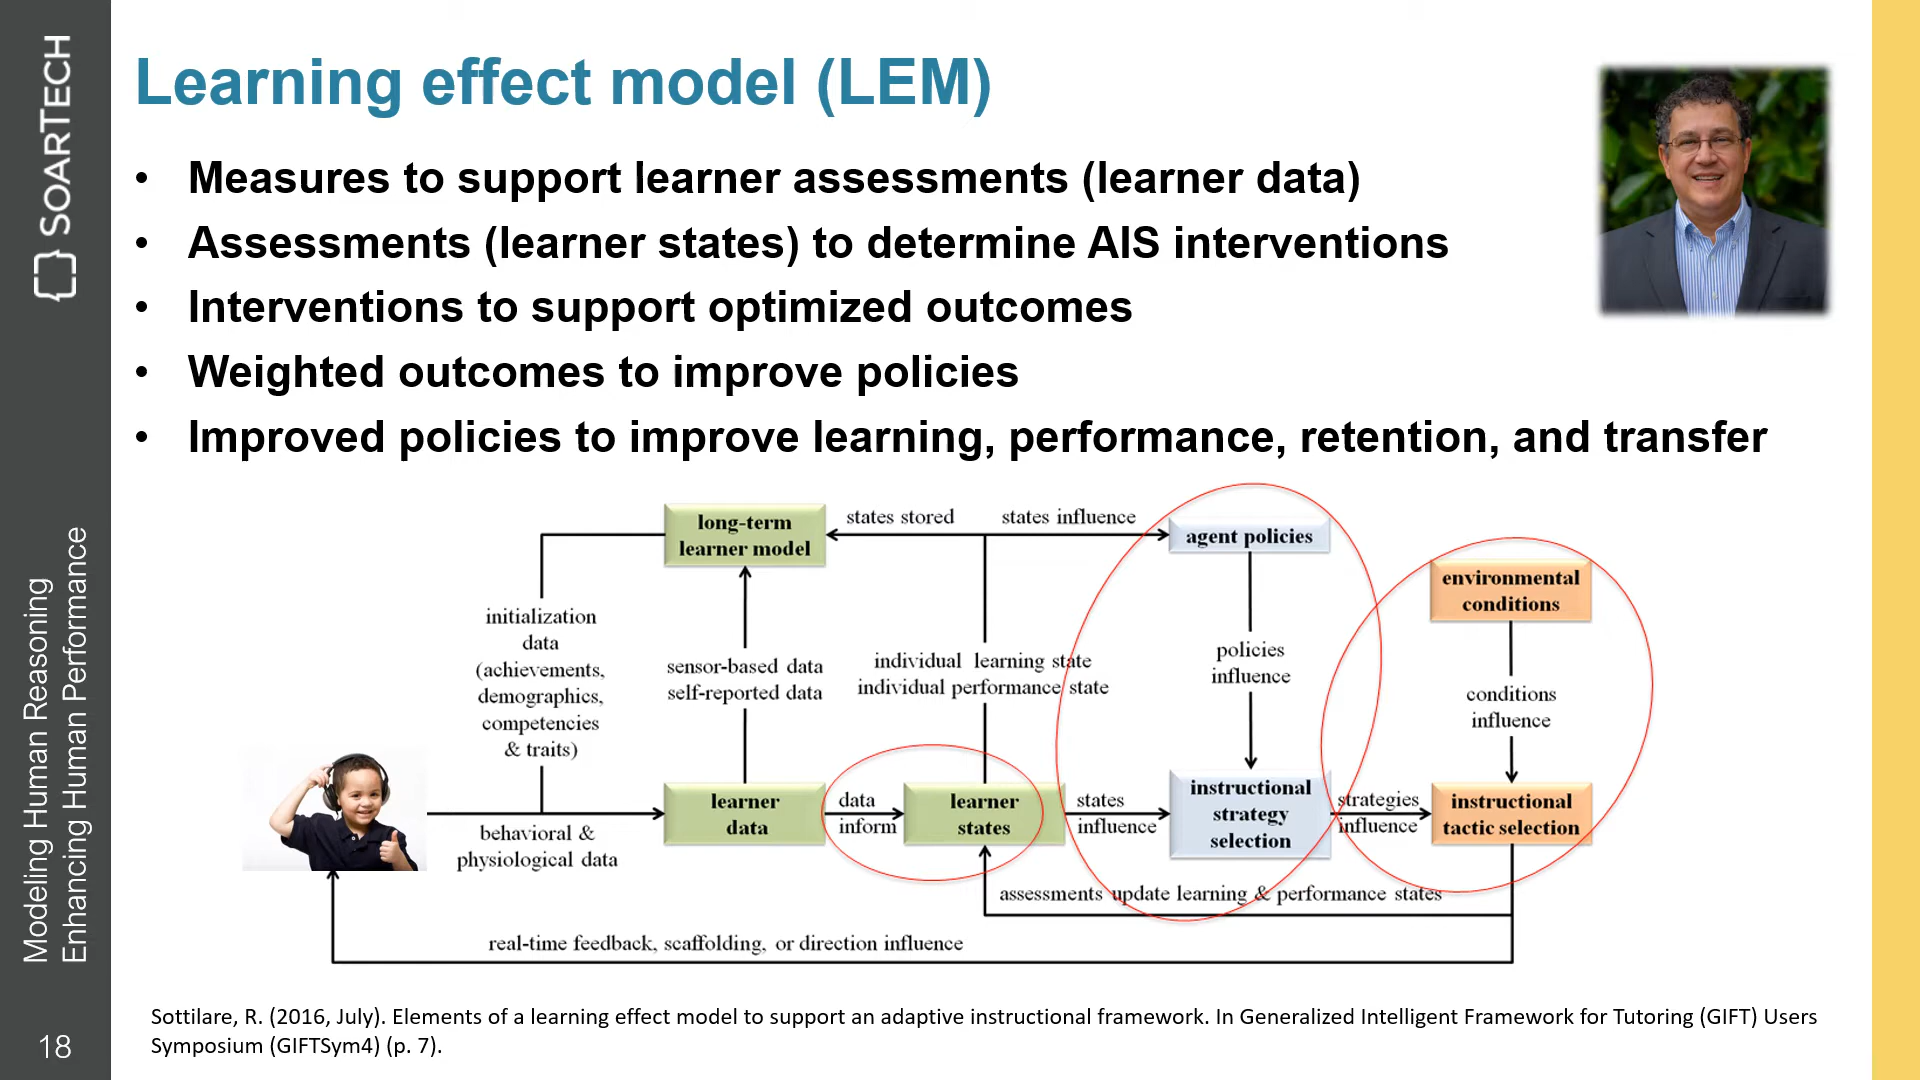 SOARTECH
Modeling Human Reasoning
Enhancing Human Performance
18
Learning effect model (LEM)
• Measures to support learner assessments (learner data)
• Assessments (learner states) to determine AIS interventions
• Interventions to support optimized outcomes
• Weighted outcomes to improve policies
• Improved policies to improve learning, performance, retention, and transfer
long-term
learner model
states stored
states influence
agent policies
environmental
conditions
initialization
data
(achievements,
demographics,
competencies
& traits)
sensor-based data
self-reported data
individual learning state
individual performance state
policies
influence
conditions
influence
behavioral &
physiological data
learner
data
data
inform
learner
states
states
influence
instructional
strategy
selection
strategies
influence
instructional
tactic selection
assessments update learning & performance states
real-time feedback, scaffolding, or direction influence
Sottilare, R. (2016, July). Elements of a learning effect model to support an adaptive instructional framework. In Generalized Intelligent Framework for Tutoring (GIFT) Users
Symposium (GIFTSym4) (p. 7).